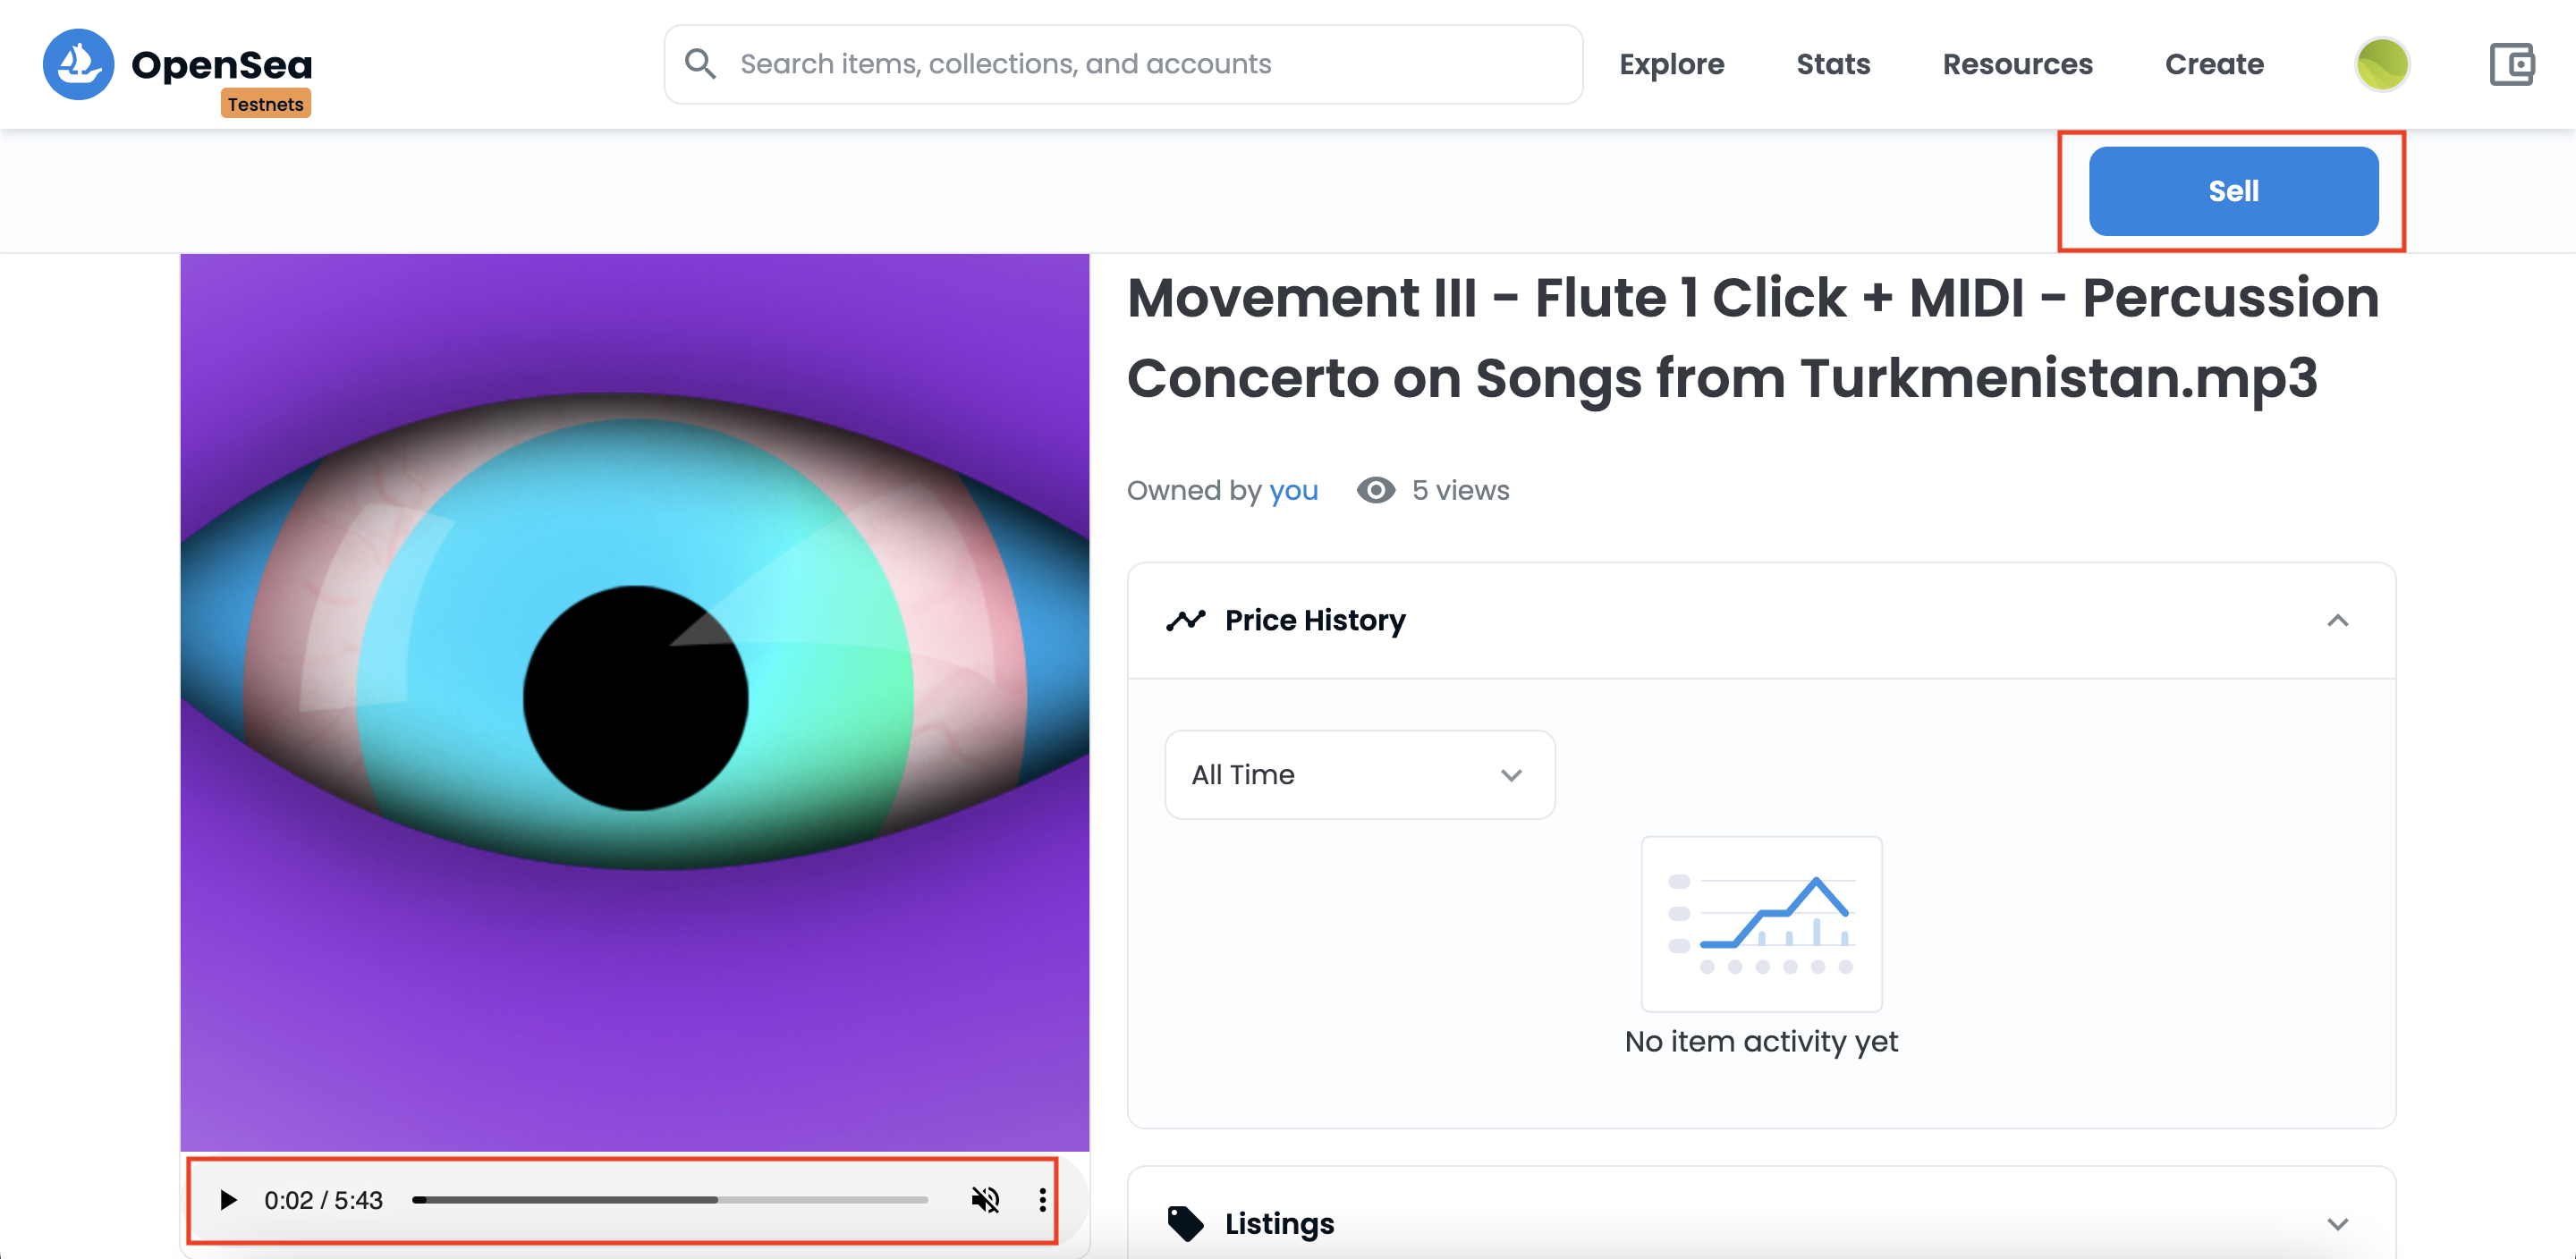 OpenSea
Testnets
Search items, collections, and accounts
Explore
Stats
Resources
Create
Sell
Movement III - Flute 1 Click + MIDI - Percussion
Concerto on Songs from Turkmenistan.mp3
Owned by you
5 views
Price History
All Time
No item activity yet
0:02 / 5:43
Listings